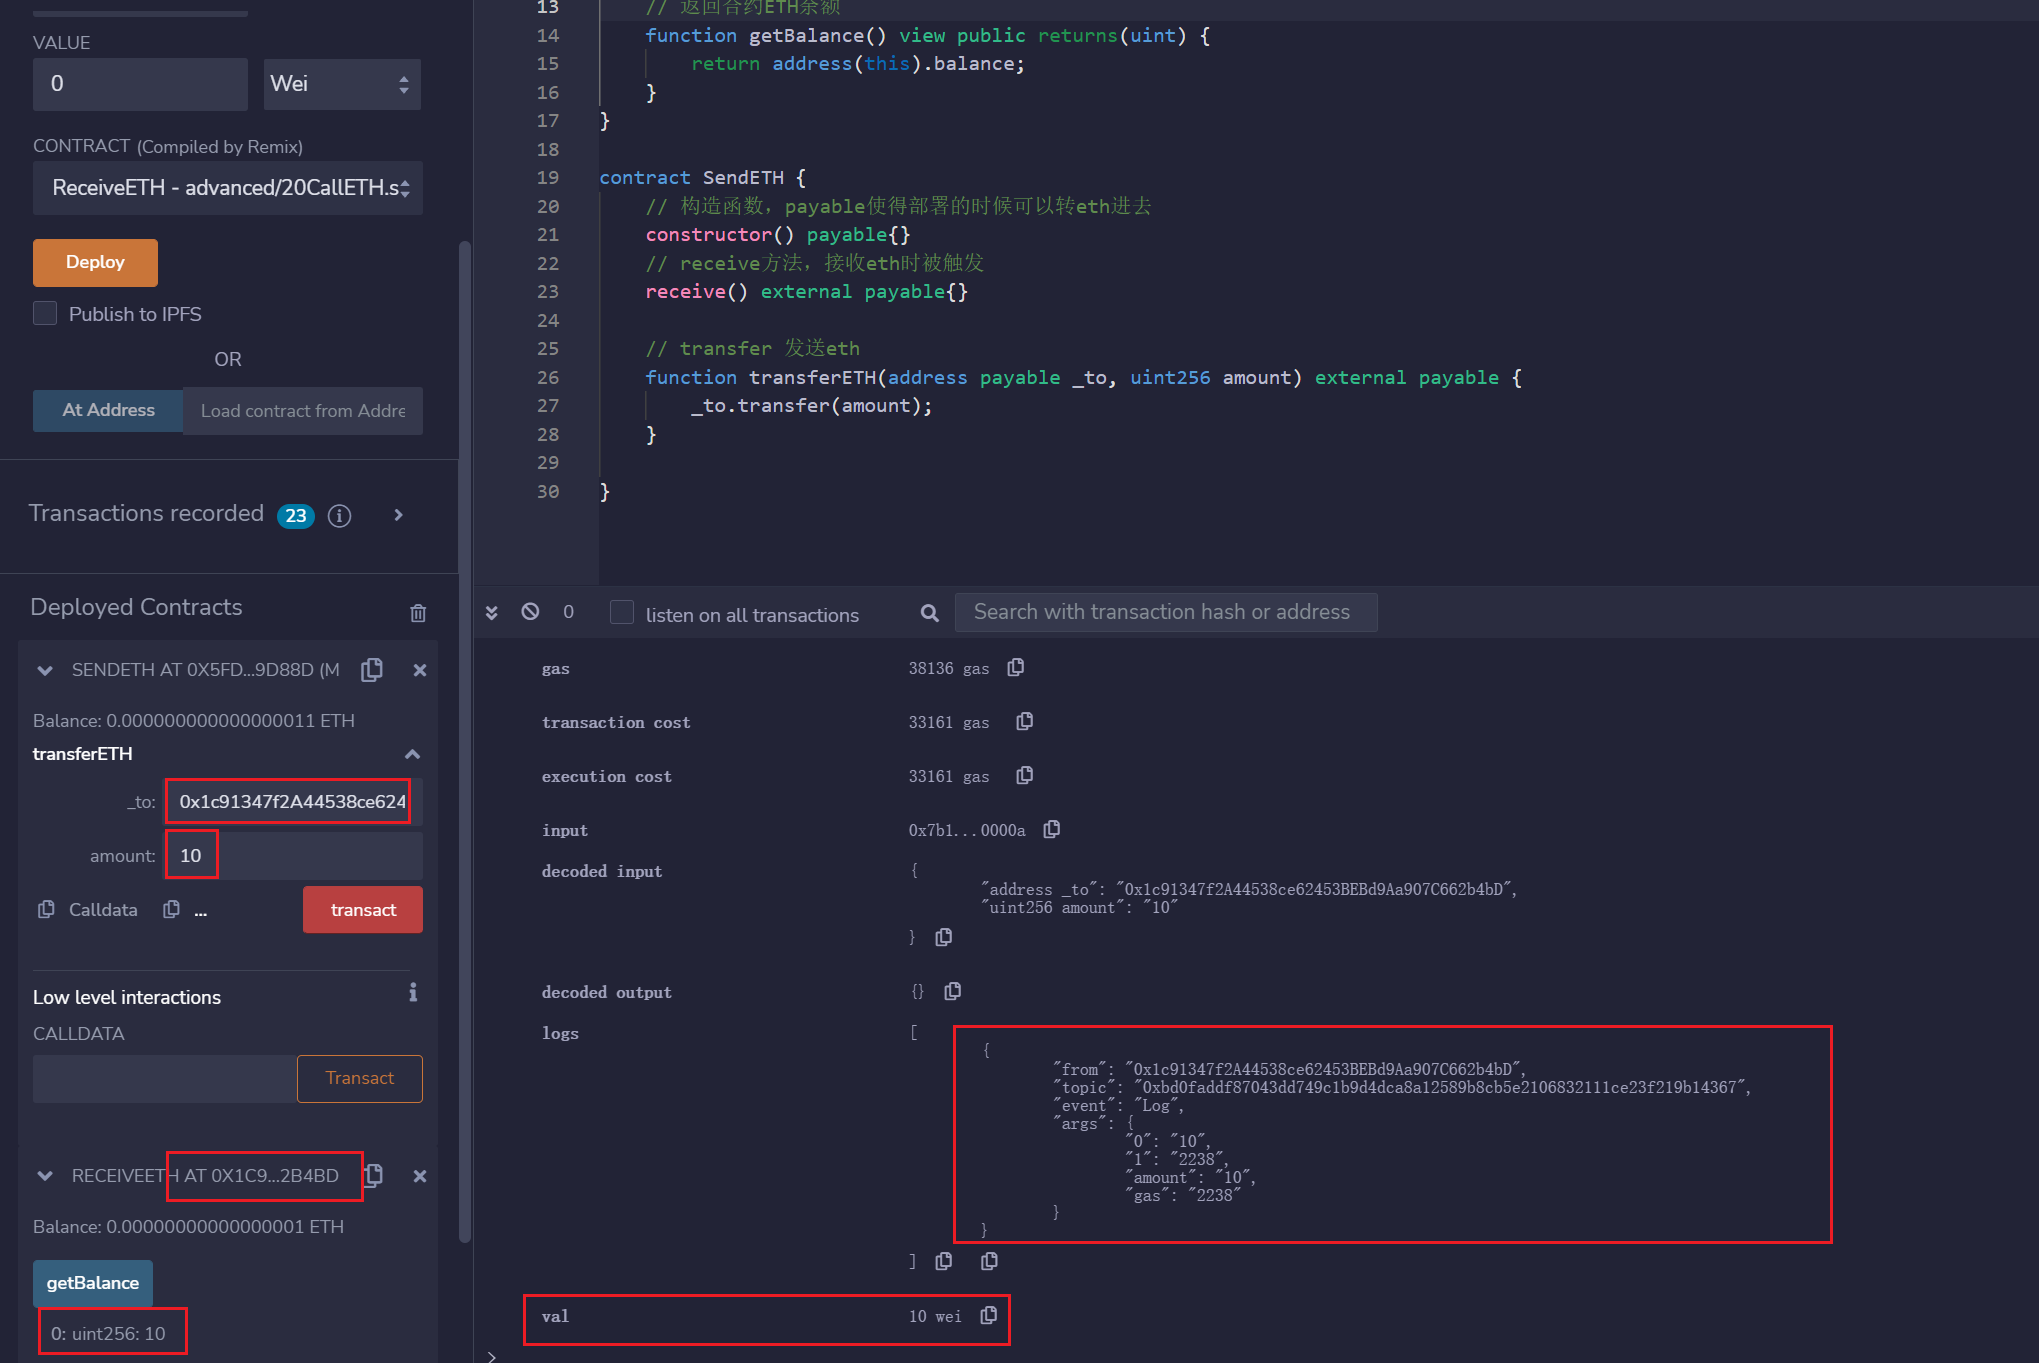 VALUE
0
Wei
CONTRACT (Compiled by Remix)
ReceiveETH - advanced/20CallETH.s
Deploy
Publish to IPFS
OR
At Address
Load contract from Addre
Transactions recorded 23
Deployed Contracts
SENDETH AT 0X5FD...9D88D (M
Balance: 0.000000000000000011 ETH
transferETH
_to: 0x1c91347f2A44538ce624
amount: 10
Calldata ... transact
Low level interactions
CALLDATA
Transact
RECEIVEETH AT 0X1C9...2B4BD
Balance: 0.00000000000000001 ETH
getBalance
0: uint256: 10
13 // 返回合约ETH余额
14 function getBalance() view public returns(uint) {
15 return address(this).balance;
16 }
17 }
18
19 contract SendETH {
20 // 构造函数，payable使得部署的时候可以转eth进去
21 constructor() payable{}
22 // receive方法，接收eth时被触发
23 receive() external payable{}
24
25 // transfer 发送eth
26 function transferETH(address payable _to, uint256 amount) external payable {
27 _to.transfer(amount);
28 }
29
30 }
0 listen on all transactions Search with transaction hash or address
gas 38136 gas
transaction cost 33161 gas
execution cost 33161 gas
input 0x7b1...0000a
decoded input {
"address _to": "0x1c91347f2A44538ce62453BEBd9Aa907C662b4bD",
"uint256 amount": "10"
}
decoded output {}
logs [
{
"from": "0x1c91347f2A44538ce62453BEBd9Aa907C662b4bD",
"topic": "0xbd0faddf87043dd749c1b9d4dca8a12589b8cb5e2106832111ce23f219b14367",
"event": "Log",
"args": {
"0": "10",
"1": "2238",
"amount": "10",
"gas": "2238"
}
}
]
val 10 wei
>